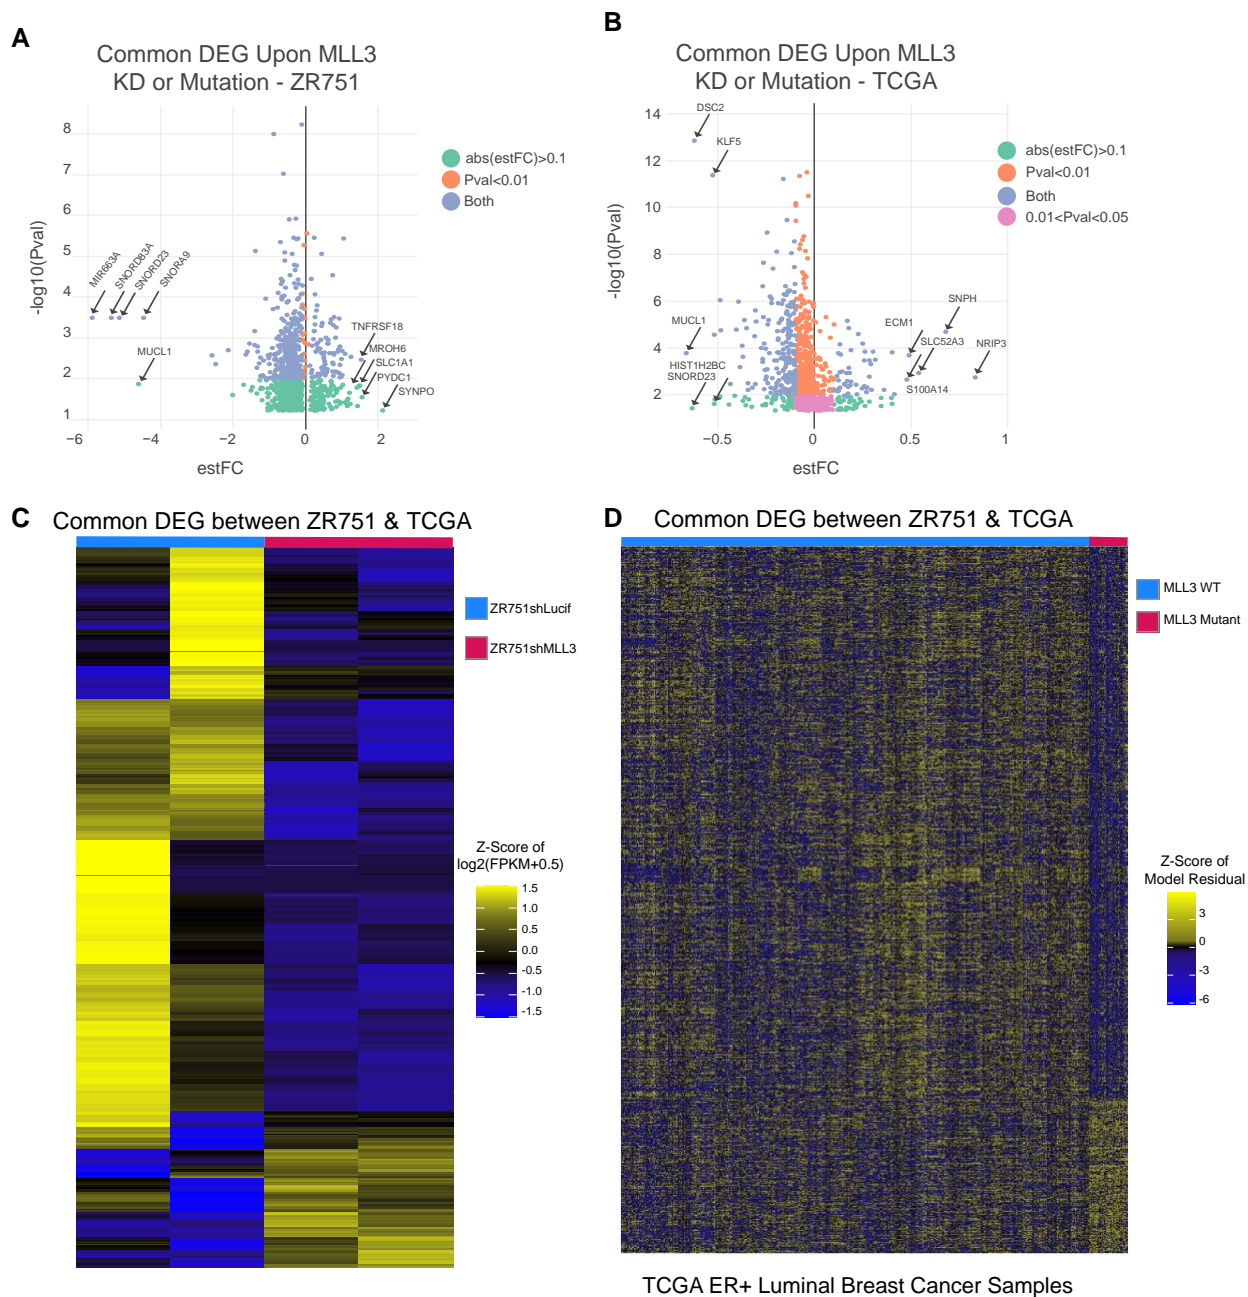 A
Common DEG Upon MLL3
KD or Mutation - ZR751
8
7
6
5
4
3
2
1
-log10(Pval)
MIR663A
SNORD83A
SNORD23
SNORA9
MUCL1
TNFRSF18
MROH6
SLC1A1
PYDC1
SYNPO
−6
−4
−2
0
2
estFC
abs(estFC)>0.1
Pval<0.01
Both
B
Common DEG Upon MLL3
KD or Mutation - TCGA
14
12
10
8
6
4
2
-log10(Pval)
DSC2
KLF5
MUCL1
HIST1H2BC
SNORD23
ECM1
SNPH
SLC52A3
NRIP3
S100A14
−0.5
0
0.5
1
estFC
abs(estFC)>0.1
Pval<0.01
Both
0.01<Pval<0.05
C
Common DEG between ZR751 & TCGA
ZR751shLucif
ZR751shMLL3
Z-Score of
log2(FPKM+0.5)
1.5
1.0
0.5
0.0
-0.5
-1.0
-1.5
D
Common DEG between ZR751 & TCGA
MLL3 WT
MLL3 Mutant
Z-Score of
Model Residual
3
0
-3
-6
TCGA ER+ Luminal Breast Cancer Samples